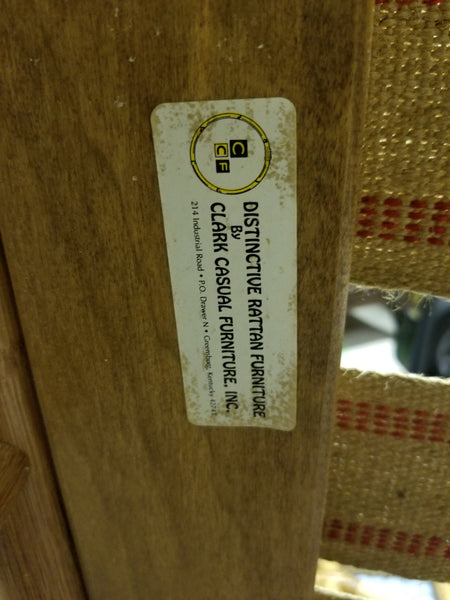 C
CF
DISTINCTIVE RATTAN FURNITURE
By
CLARK CASUAL FURNITURE, INC.
214 Industrial Road • P.O. Drawer N • Greensburg, Kentucky 42743